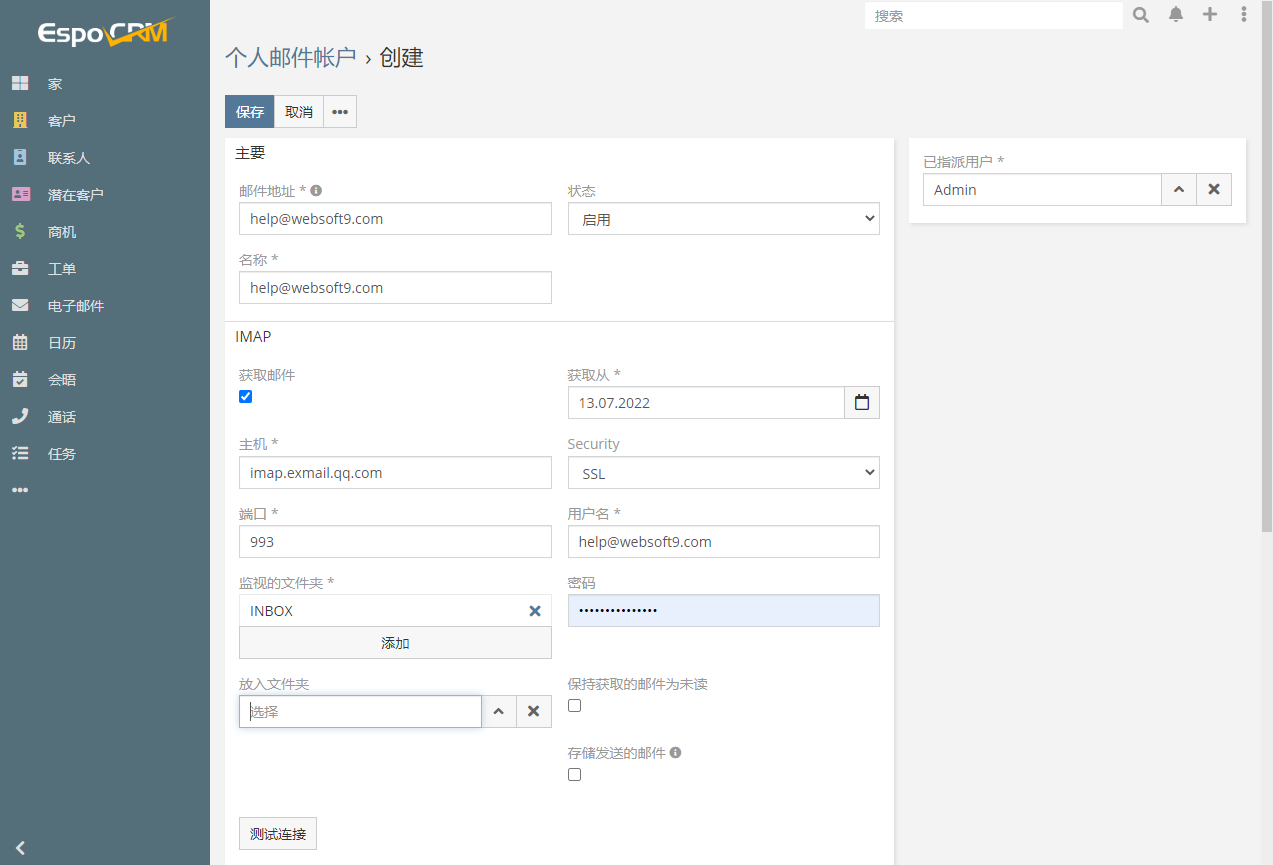 EspoCRM
搜索
家
客户
联系人
潜在客户
商机
工单
电子邮件
日历
会晤
通话
任务
个人邮件帐户 › 创建
保存 取消 •••
主要
邮件地址 * 状态
help@websoft9.com 启用
名称 *
help@websoft9.com
IMAP
获取邮件 获取从 *
13.07.2022
主机 * Security
imap.exmail.qq.com SSL
端口 * 用户名 *
993 help@websoft9.com
监视的文件夹 * 密码
INBOX •••••••••••••••
添加
放入文件夹 保持获取的邮件为未读
选择
存储发送的邮件
测试连接
已指派用户 *
Admin